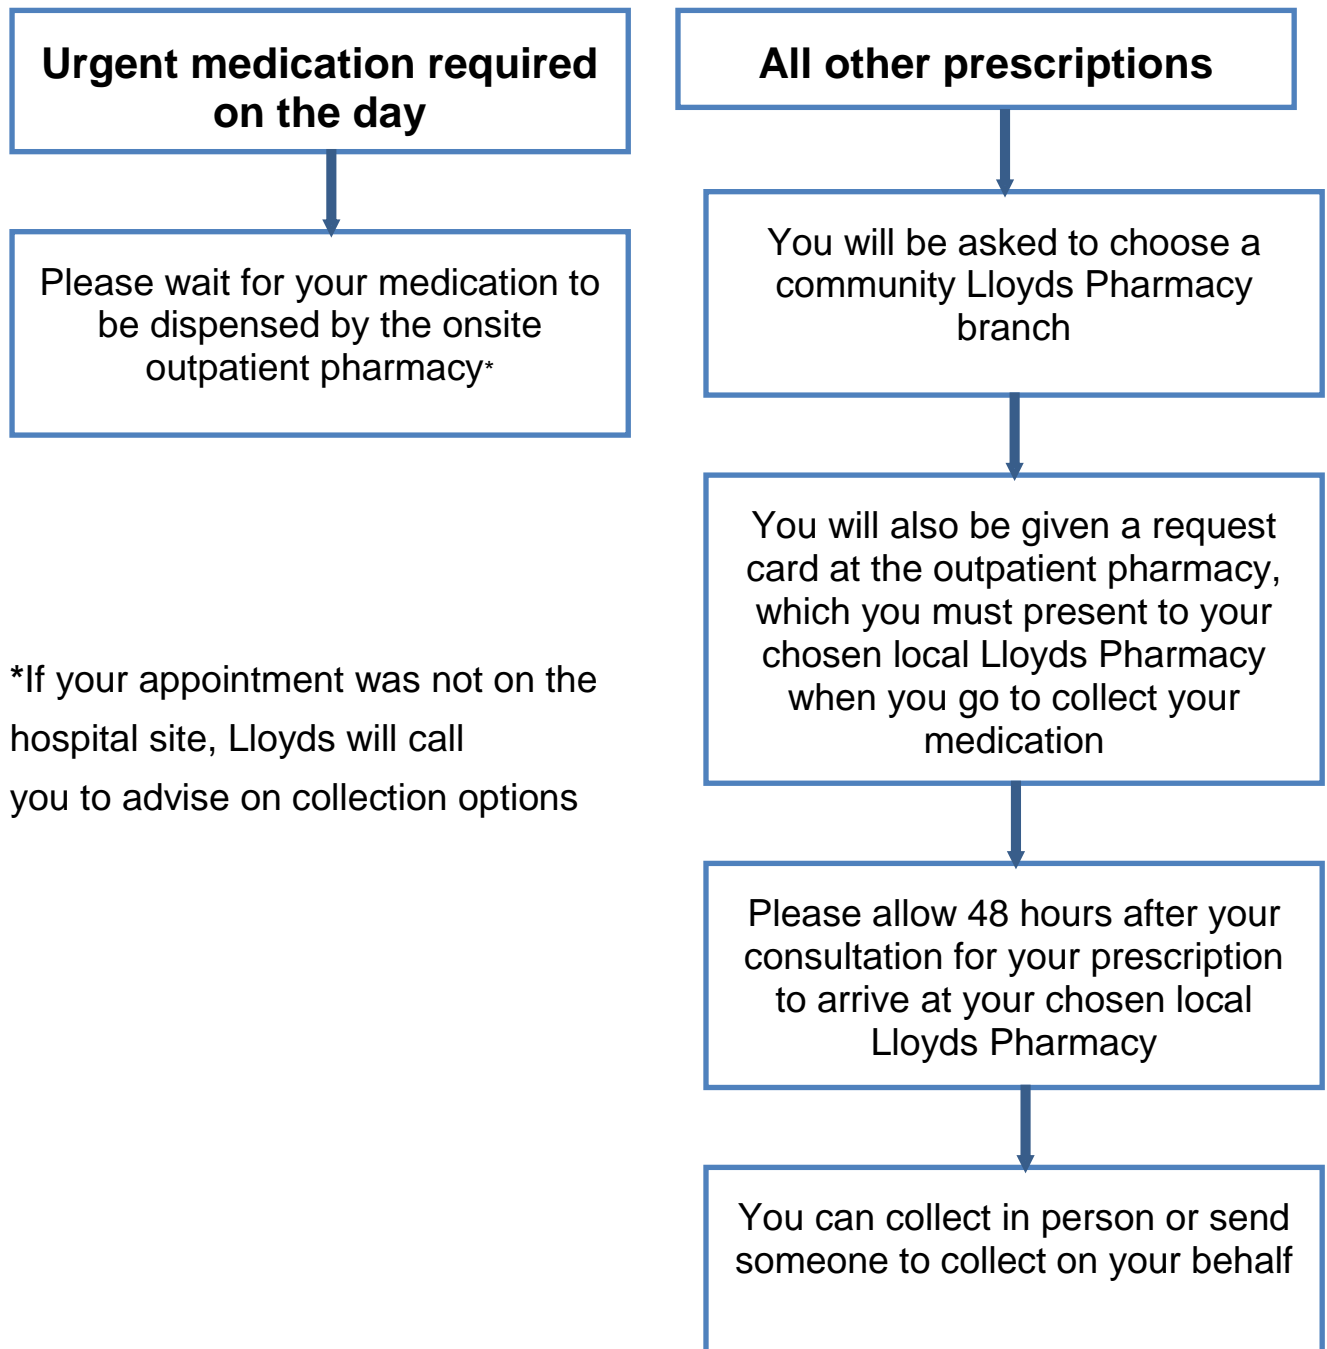 Urgent medication required
on the day
Please wait for your medication to
be dispensed by the onsite
outpatient pharmacy*
*If your appointment was not on the
hospital site, Lloyds will call
you to advise on collection options
All other prescriptions
You will be asked to choose a
community Lloyds Pharmacy
branch
You will also be given a request
card at the outpatient pharmacy,
which you must present to your
chosen local Lloyds Pharmacy
when you go to collect your
medication
Please allow 48 hours after your
consultation for your prescription
to arrive at your chosen local
Lloyds Pharmacy
You can collect in person or send
someone to collect on your behalf